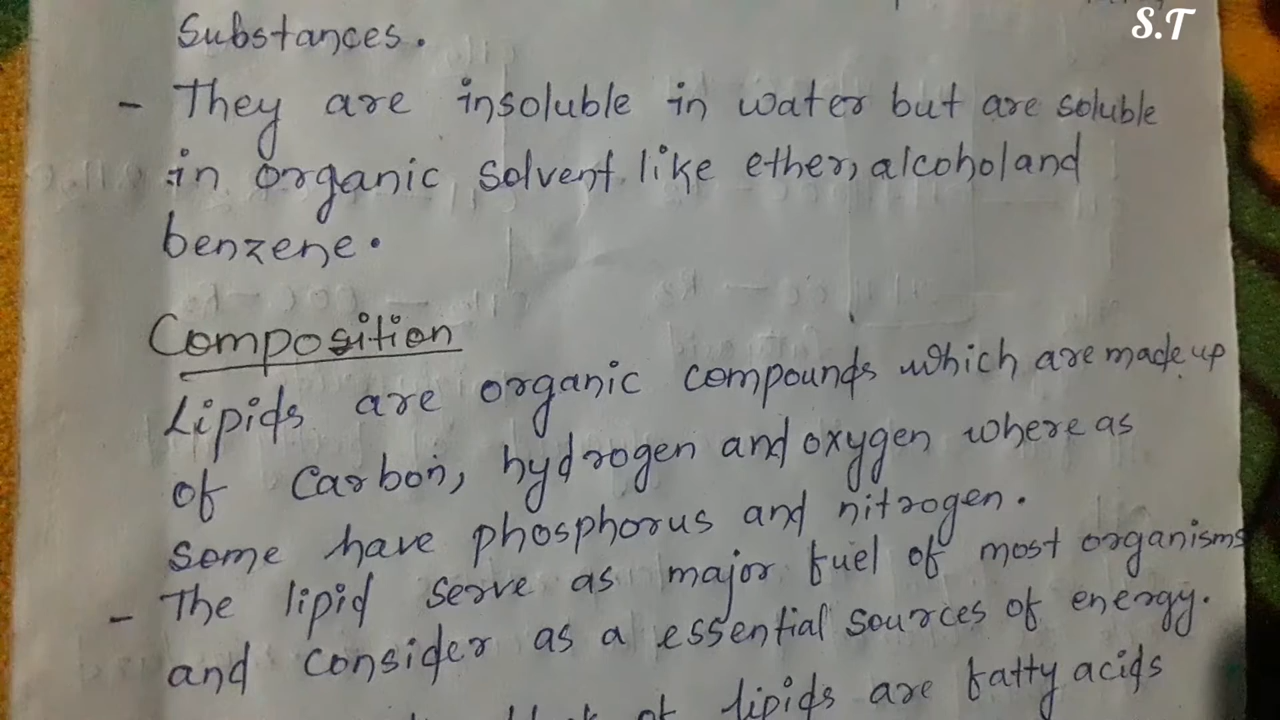 S.T
Substances.
- They are insoluble in water but are soluble
in organic solvent like ether, alcohol and
benzene.
Composition
Lipids are organic compounds which are made up
of Carbon, hydrogen and oxygen where as
some have phosphorus and nitrogen.
- The lipid serve as major fuel of most organisms
and consider as a essential sources of energy.
of lipids are fatty acids